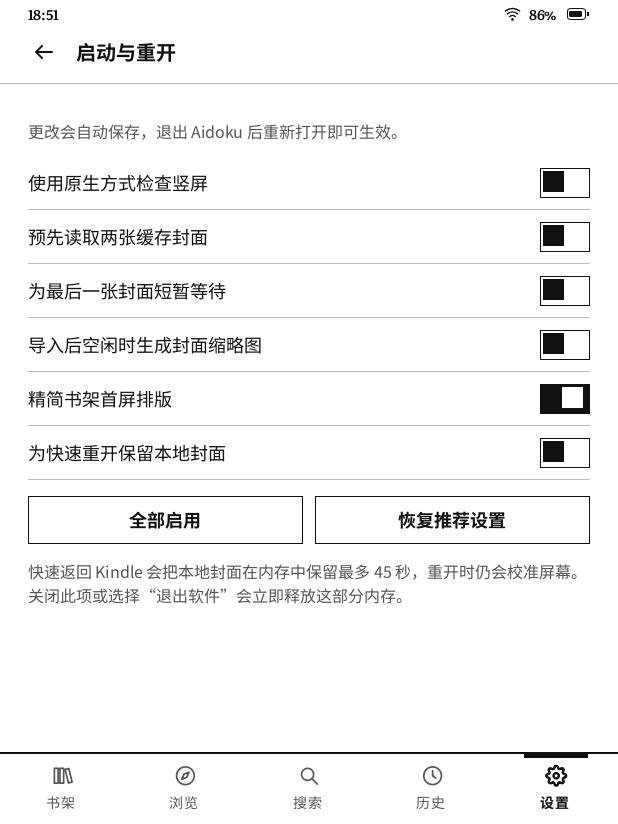 18:51
86%
启动与重开
更改会自动保存，退出 Aidoku 后重新打开即可生效。
使用原生方式检查竖屏
预先读取两张缓存封面
为最后一张封面短暂等待
导入后空闲时生成封面缩略图
精简书架首屏排版
为快速重开保留本地封面
全部启用
恢复推荐设置
快速返回 Kindle 会把本地封面在内存中保留最多 45 秒，重开时仍会校准屏幕。
关闭此项或选择“退出软件”会立即释放这部分内存。
书架
浏览
搜索
历史
设置